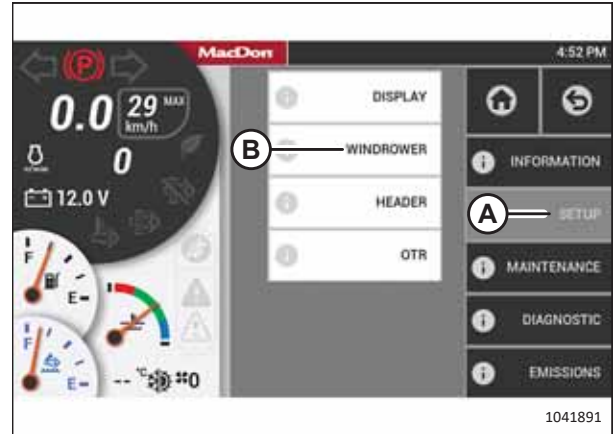 MacDon
4:52 PM
(P)
0.0
29 MAX
km/h
0
12.0 V
F
E
F
E
-- °C
0
DISPLAY
B
WINDROWER
HEADER
OTR
INFORMATION
A
SETUP
MAINTENANCE
DIAGNOSTIC
EMISSIONS
1041891